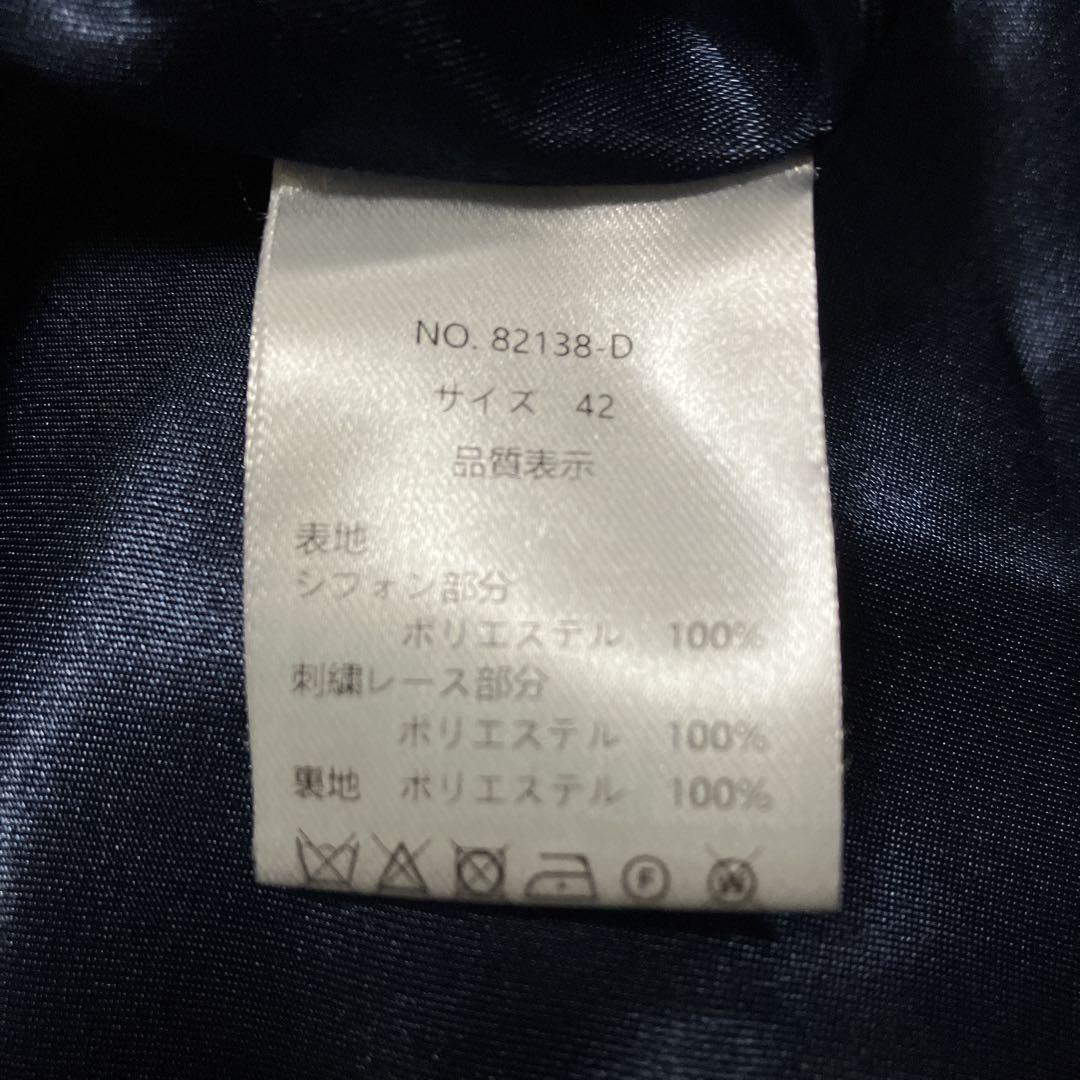 NO. 82138-D
サイズ 42
品質表示
表地
シフォン部分
ポリエステル 100%
刺繍レース部分
ポリエステル 100%
裏地 ポリエステル 100%
F W